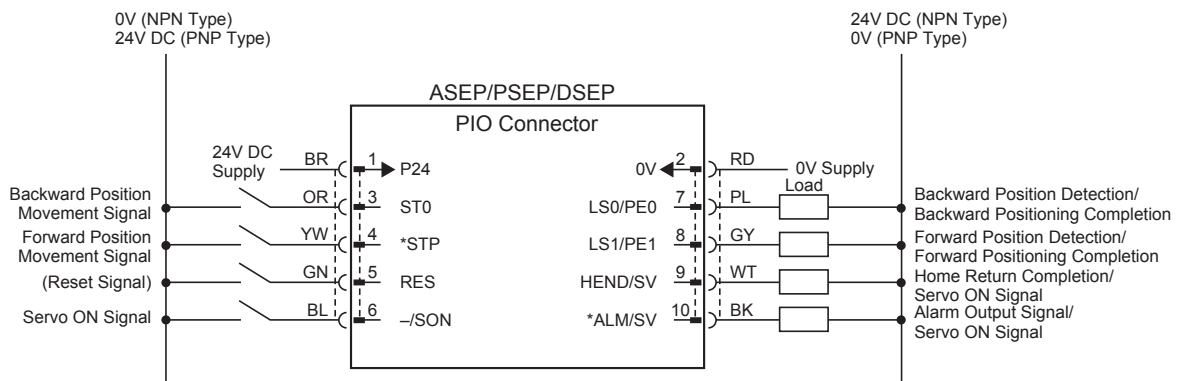 0V (NPN Type)
24V DC (PNP Type)
24V DC (NPN Type)
0V (PNP Type)
ASEP/PSEP/DSEP
PIO Connector
24V DC
Supply
BR
1
P24
0V
2
RD
0V Supply
Backward Position
Movement Signal
OR
3
ST0
LS0/PE0
7
PL
Load
Backward Position Detection/
Backward Positioning Completion
Forward Position
Movement Signal
YW
4
*STP
LS1/PE1
8
GY
Forward Position Detection/
Forward Positioning Completion
(Reset Signal)
GN
5
RES
HEND/SV
9
WT
Home Return Completion/
Servo ON Signal
Servo ON Signal
BL
6
–/SON
*ALM/SV
10
BK
Alarm Output Signal/
Servo ON Signal